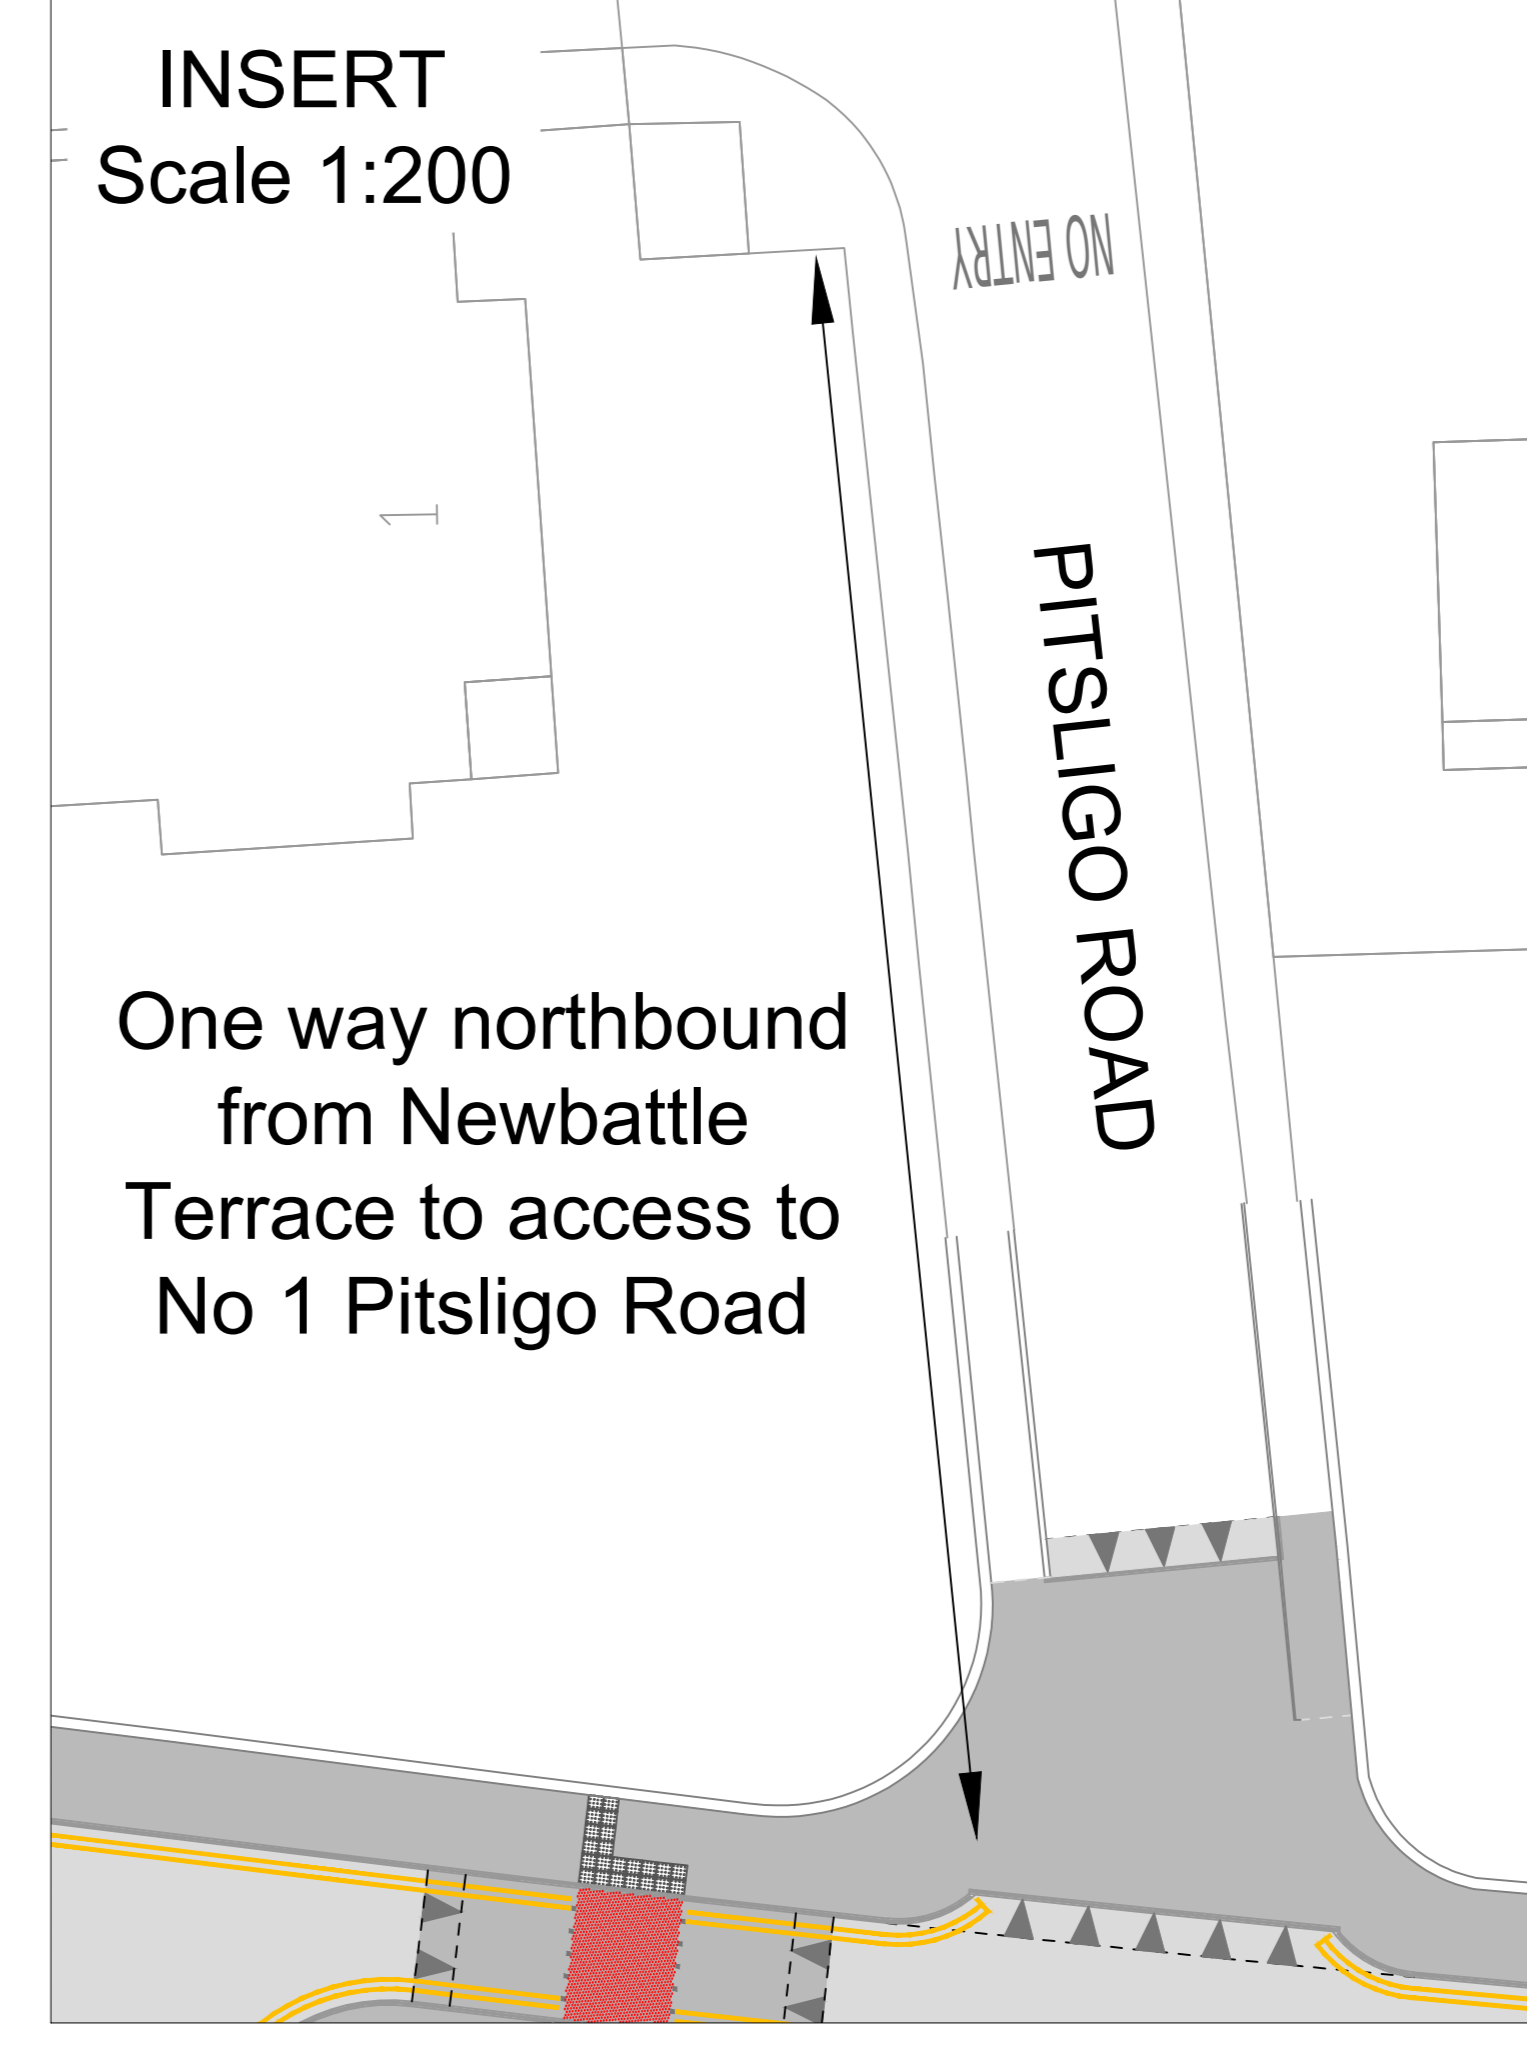 INSERT
Scale 1:200
NO ENTRY
1
PITSLIGO ROAD
One way northbound
from Newbattle
Terrace to access to
No 1 Pitsligo Road